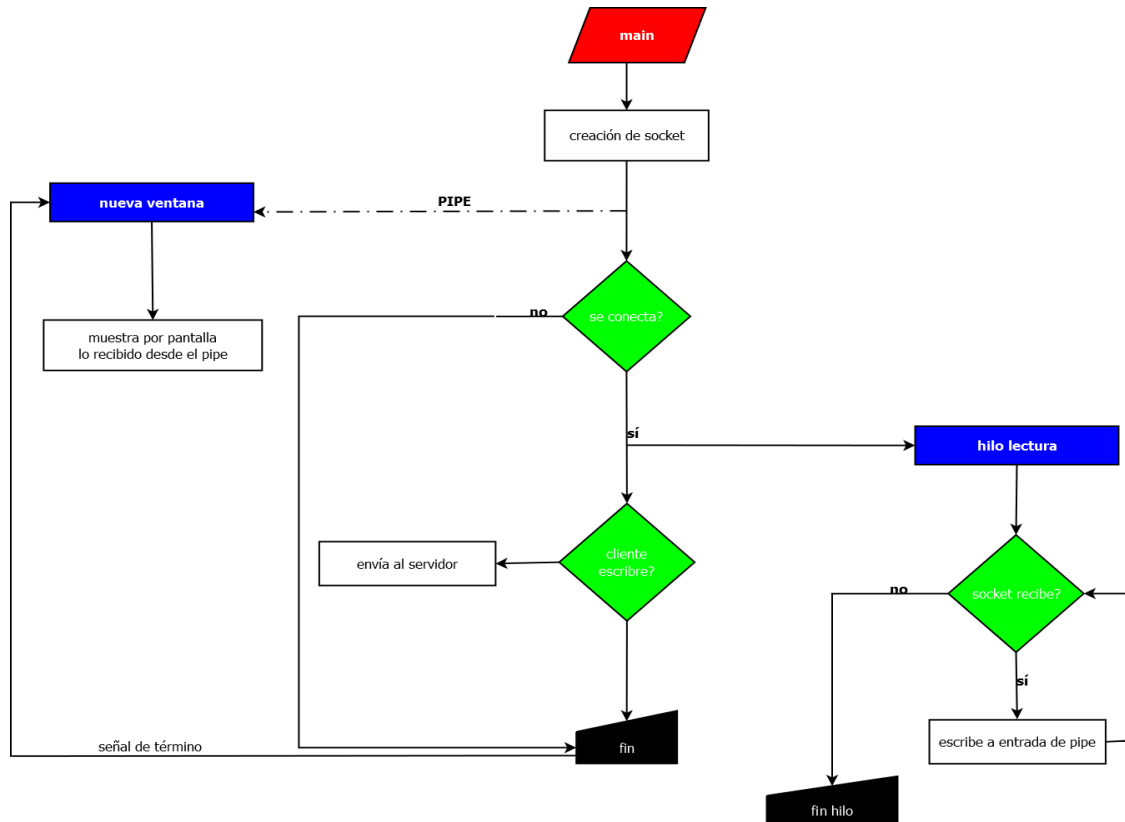 main
creación de socket
nueva ventana
PIPE
muestra por pantalla
lo recibido desde el pipe
no
se conecta?
sí
hilo lectura
envía al servidor
cliente
escribre?
no
socket recibe?
sí
señal de término
fin
escribe a entrada de pipe
fin hilo